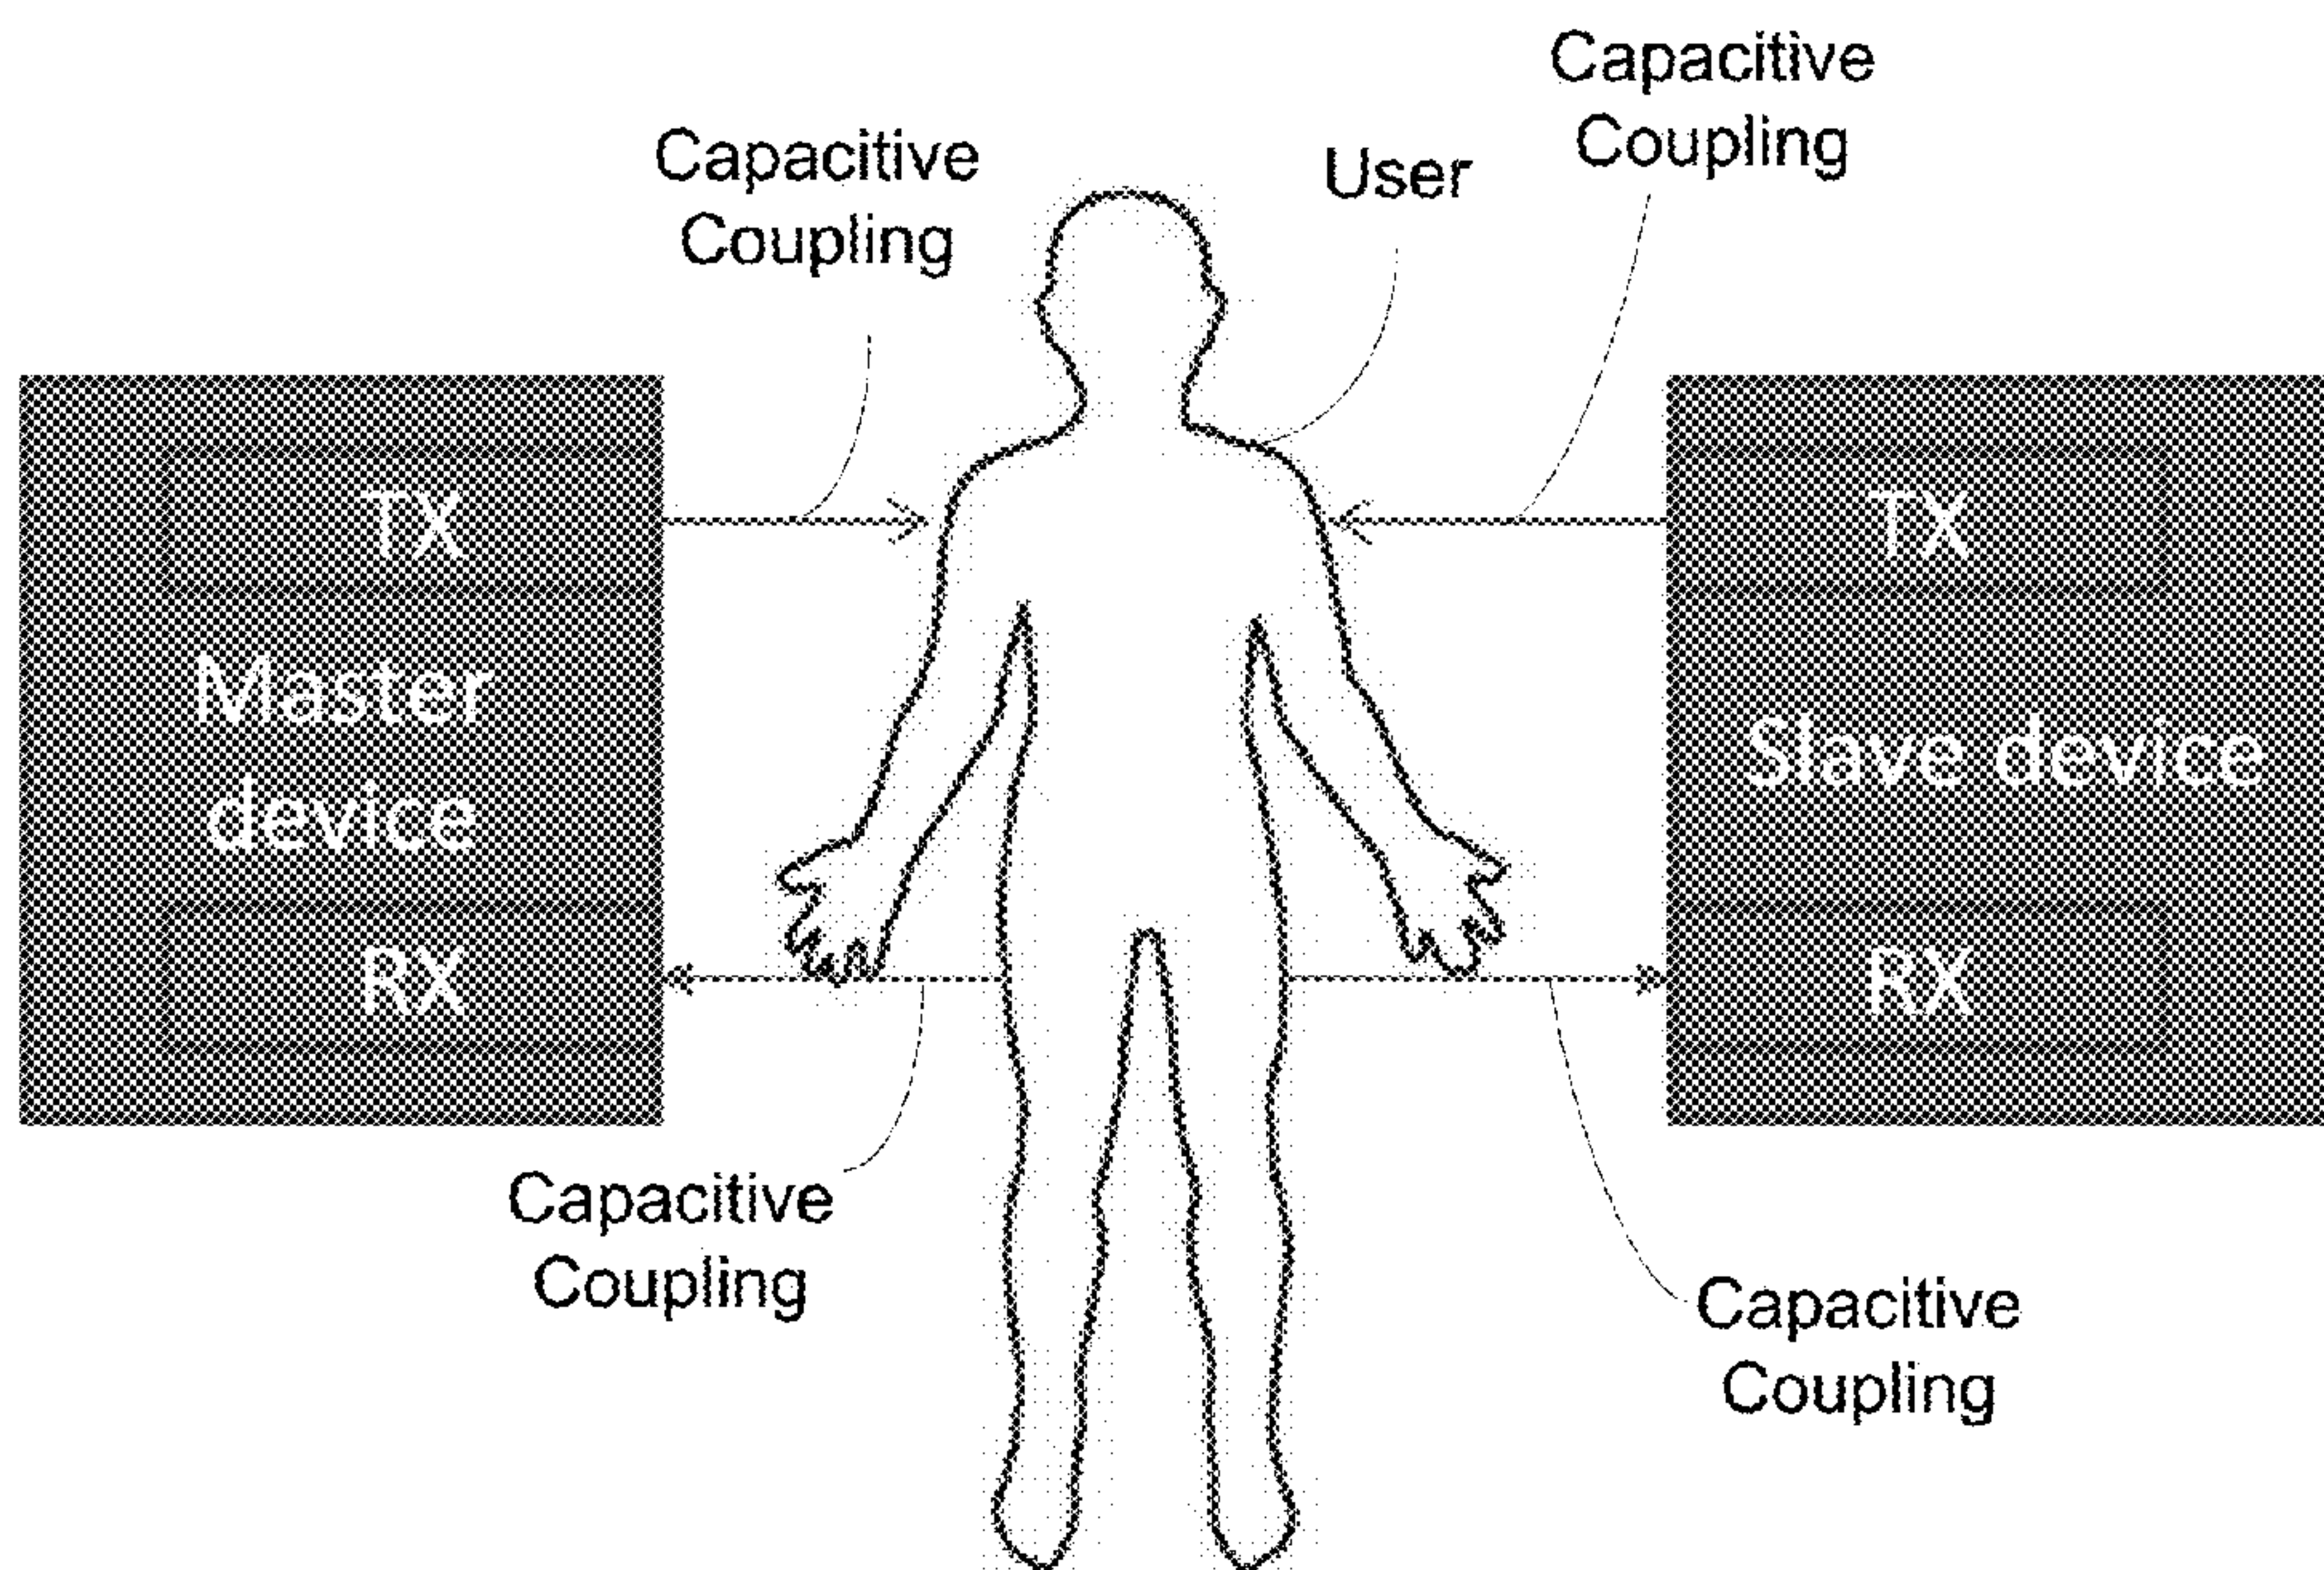 Capacitive
Coupling
User
Capacitive
Coupling
TX
Master
device
RX
TX
Slave device
RX
Capacitive
Coupling
Capacitive
Coupling